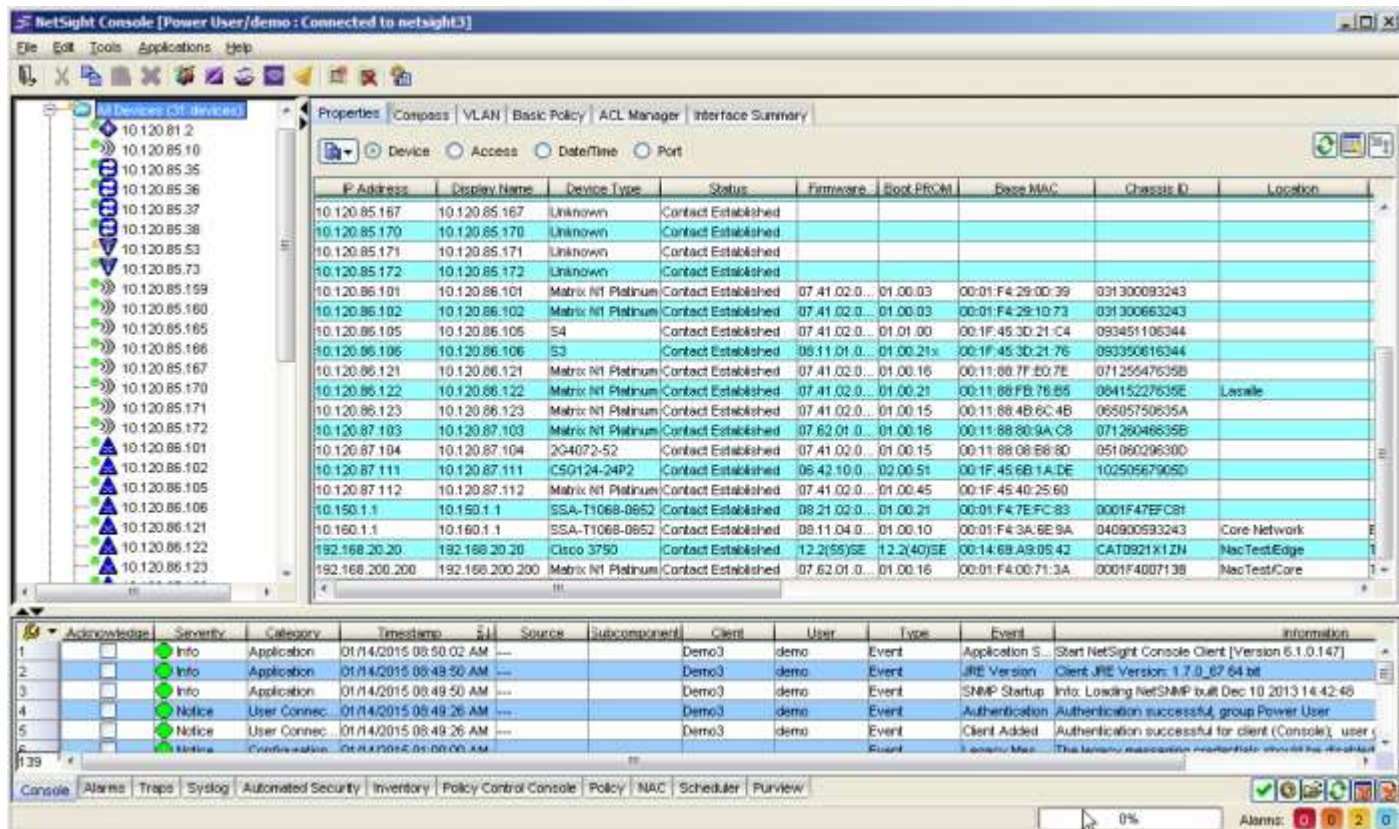 NetSight Console [Power User/demo : Connected to netsight3]
File Edit Tools Applications Help
All Devices (31 devices)
10.120.81.2
10.120.85.10
10.120.85.35
10.120.85.36
10.120.85.37
10.120.85.38
10.120.85.53
10.120.85.73
10.120.85.159
10.120.85.160
10.120.85.165
10.120.85.166
10.120.85.167
10.120.85.170
10.120.85.171
10.120.85.172
10.120.86.101
10.120.86.102
10.120.86.105
10.120.86.106
10.120.86.121
10.120.86.122
10.120.86.123
Properties Compass VLAN Basic Policy ACL Manager Interface Summary
Device Access Date/Time Port
IP Address Display Name Device Type Status Firmware Boot PROM Base MAC Chassis ID Location
10.120.85.167 10.120.85.167 Unknown Contact Established
10.120.85.170 10.120.85.170 Unknown Contact Established
10.120.85.171 10.120.85.171 Unknown Contact Established
10.120.85.172 10.120.85.172 Unknown Contact Established
10.120.86.101 10.120.86.101 Matrix N1 Platinum Contact Established 07.41.02.0... 01.00.03 00:01:F4:29:0D:39 031300093243
10.120.86.102 10.120.86.102 Matrix N1 Platinum Contact Established 07.41.02.0... 01.00.03 00:01:F4:29:10:73 031300663243
10.120.86.105 10.120.86.105 S4 Contact Established 07.41.02.0... 01.01.00 00:1F:45:3D:21:C4 093451106344
10.120.86.106 10.120.86.106 S3 Contact Established 08.11.01.0... 01.00.21x 00:1F:45:3D:21:76 093350616344
10.120.86.121 10.120.86.121 Matrix N1 Platinum Contact Established 07.41.02.0... 01.00.16 00:11:88:7F:E0:7E 07125547635B
10.120.86.122 10.120.86.122 Matrix N1 Platinum Contact Established 07.41.02.0... 01.00.21 00:11:88:FB:76:B5 08415227635E Lasalle
10.120.86.123 10.120.86.123 Matrix N1 Platinum Contact Established 07.41.02.0... 01.00.15 00:11:88:4B:6C:4B 06505750635A
10.120.87.103 10.120.87.103 Matrix N1 Platinum Contact Established 07.62.01.0... 01.00.16 00:11:88:80:9A:C8 07126046635B
10.120.87.104 10.120.87.104 2G4072-52 Contact Established 07.41.02.0... 01.00.15 00:11:88:08:B8:8D 05106029630D
10.120.87.111 10.120.87.111 C5G124-24P2 Contact Established 06.42.10.0... 02.00.51 00:1F:45:6B:1A:DE 10250567905D
10.120.87.112 10.120.87.112 Matrix N1 Platinum Contact Established 07.41.02.0... 01.00.45 00:1F:45:40:25:60
10.150.1.1 10.150.1.1 SSA-T1068-0652 Contact Established 08.21.02.0... 01.00.21 00:01:F4:7E:FC:83 0001F47EFC81
10.160.1.1 10.160.1.1 SSA-T1068-0652 Contact Established 08.11.04.0... 01.00.10 00:01:F4:3A:6E:9A 040900593243 Core Network
192.168.20.20 192.168.20.20 Cisco 3750 Contact Established 12.2(55)SE 12.2(40)SE 00:14:69:A9:05:42 CAT0921X1ZN NacTest/Edge
192.168.200.200 192.168.200.200 Matrix N1 Platinum Contact Established 07.62.01.0... 01.00.16 00:01:F4:00:71:3A 0001F4007138 NacTest/Core
Acknowledge Severity Category Timestamp Source Subcomponent Client User Type Event Information
1 Info Application 01/14/2015 08:50:02 AM --- Demo3 demo Event Application S... Start NetSight Console Client [Version 6.1.0.147]
2 Info Application 01/14/2015 08:49:50 AM --- Demo3 demo Event JRE Version Client JRE Version: 1.7.0_67 64 bit
3 Info Application 01/14/2015 08:49:50 AM --- Demo3 demo Event SNMP Startup Info: Loading NetSNMP built Dec 10 2013 14:42:48
4 Notice User Connec... 01/14/2015 08:49:26 AM --- Demo3 demo Event Authentication Authentication successful, group Power User
5 Notice User Connec... 01/14/2015 08:49:26 AM --- Demo3 demo Event Client Added Authentication successful for client (Console), user
6 Notice Configuration 01/14/2015 01:00:00 AM Event Legacy Mes... The legacy messaging credentials should be disabled
139
Console Alarms Traps Syslog Automated Security Inventory Policy Control Console Policy NAC Scheduler Purview
0% Alarms: 0 0 2 0